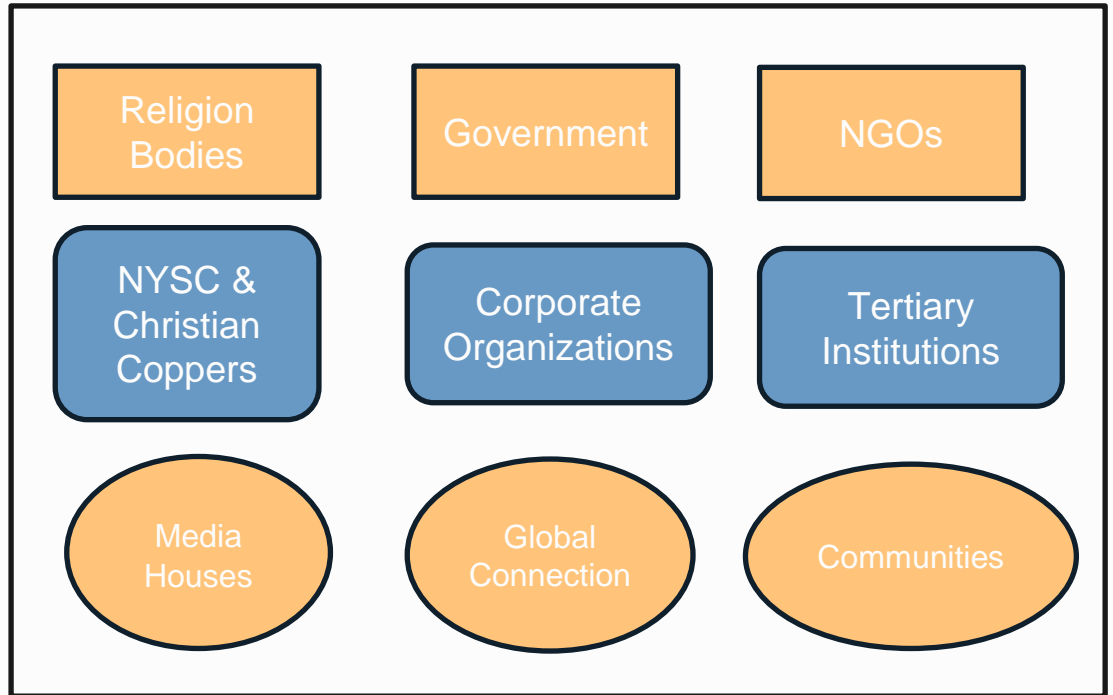 Religion
Bodies
Government
NGOs
NYSC &
Christian
Coppers
Corporate
Organizations
Tertiary
Institutions
Media
Houses
Global
Connection
Communities